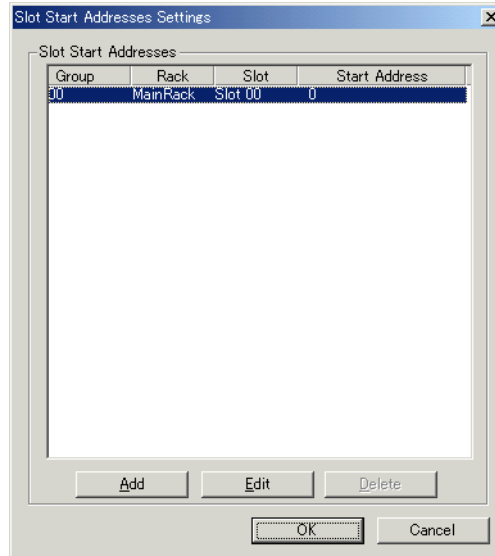 Slot Start Addresses Settings
Slot Start Addresses
Group Rack Slot Start Address
00 MainRack Slot 00 0
Add Edit Delete
OK Cancel